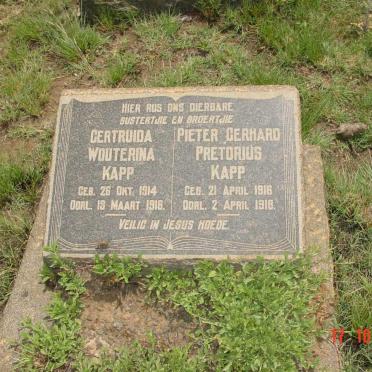 HIER RUS ONS DIERBARE
SUSTERTJIE EN BROERTJIE
GERTRUIDA
WOUTERINA
KAPP
GEB. 26 OKT. 1914
OORL. 13 MAART 1918.
PIETER GERHARD
PRETORIUS
KAPP
GEB. 21 APRIL 1916
OORL. 2 APRIL 1918.
VEILIG IN JESUS HOEDE.